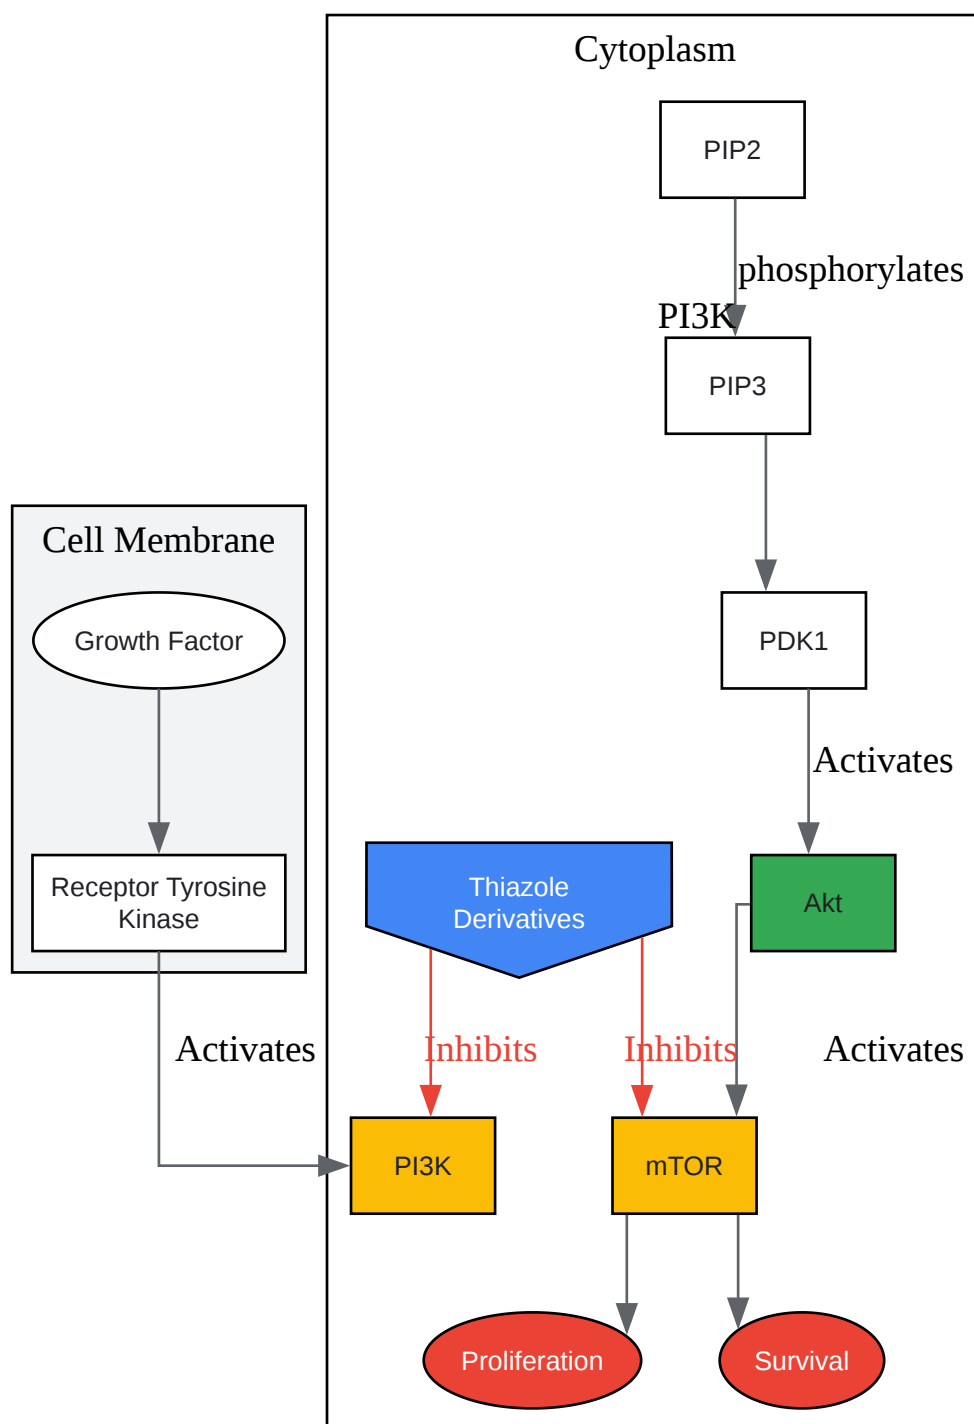 Cytoplasm
PIP2
phosphorylates
PI3K
PIP3
Cell Membrane
Growth Factor
PDK1
Activates
Receptor Tyrosine
Kinase
Thiazole
Derivatives
Akt
Activates
Inhibits
Inhibits
Activates
PI3K
mTOR
Proliferation
Survival